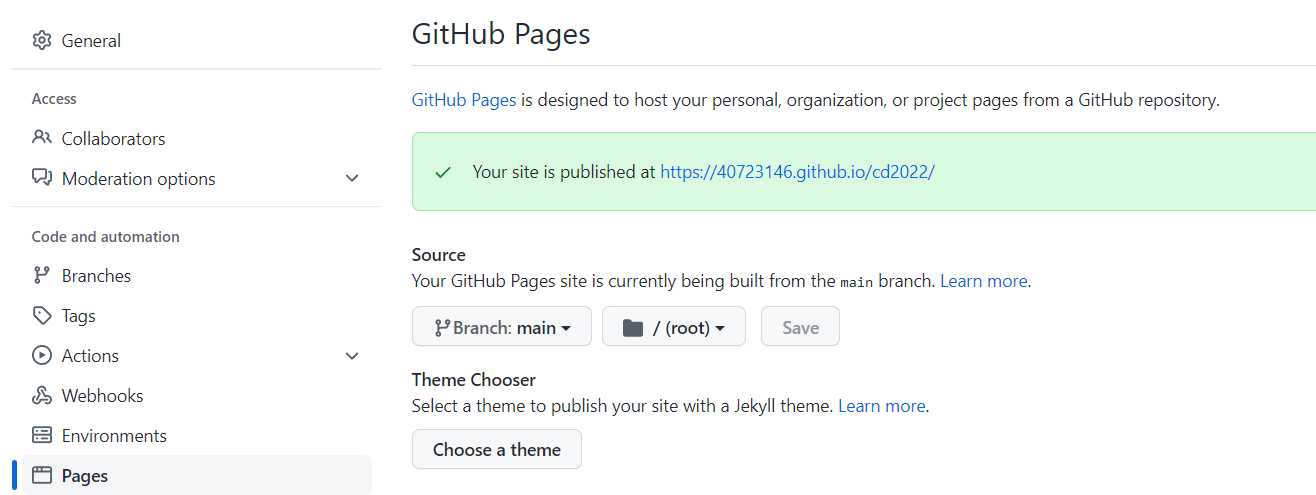 General
Access
Collaborators
Moderation options
Code and automation
Branches
Tags
Actions
Webhooks
Environments
Pages
GitHub Pages
GitHub Pages is designed to host your personal, organization, or project pages from a GitHub repository.
Your site is published at https://40723146.github.io/cd2022/
Source
Your GitHub Pages site is currently being built from the main branch. Learn more.
Branch: main
/ (root)
Save
Theme Chooser
Select a theme to publish your site with a Jekyll theme. Learn more.
Choose a theme